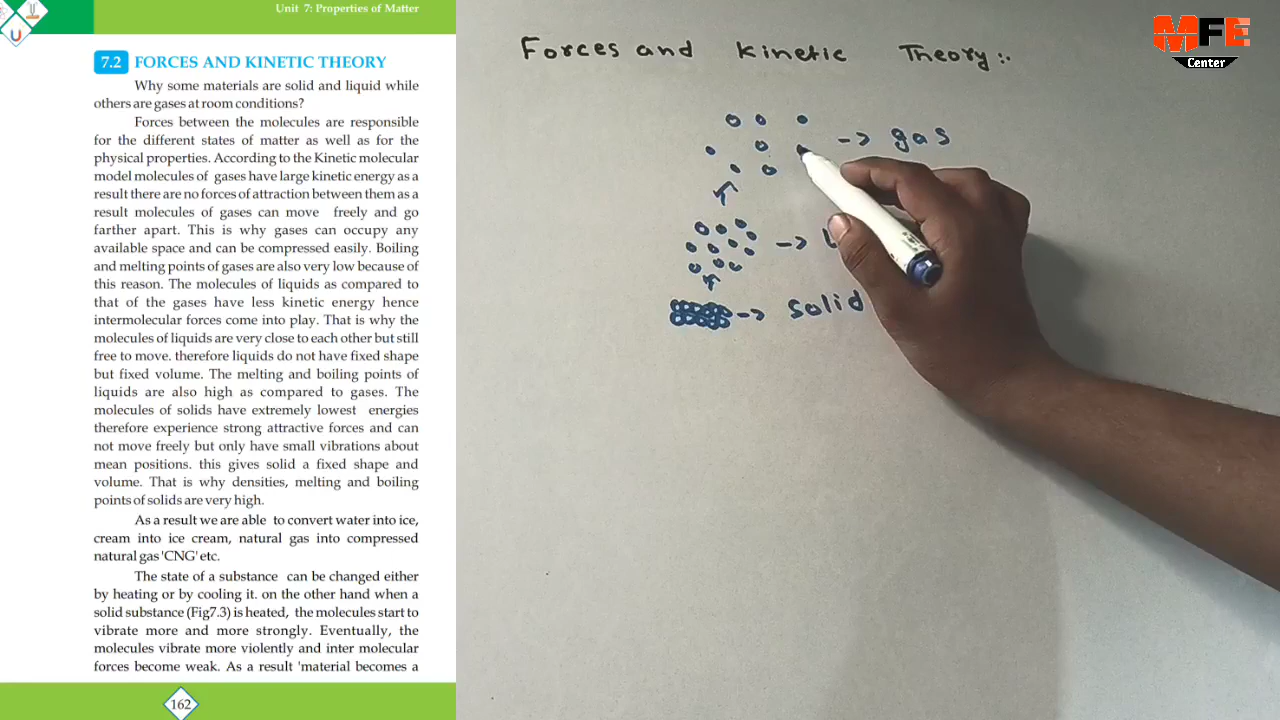 Unit 7: Properties of Matter
7.2 FORCES AND KINETIC THEORY
Why some materials are solid and liquid while
others are gases at room conditions?
Forces between the molecules are responsible
for the different states of matter as well as for the
physical properties. According to the Kinetic molecular
model molecules of gases have large kinetic energy as a
result there are no forces of attraction between them as a
result molecules of gases can move freely and go
farther apart. This is why gases can occupy any
available space and can be compressed easily. Boiling
and melting points of gases are also very low because of
this reason. The molecules of liquids as compared to
that of the gases have less kinetic energy hence
intermolecular forces come into play. That is why the
molecules of liquids are very close to each other but still
free to move. therefore liquids do not have fixed shape
but fixed volume. The melting and boiling points of
liquids are also high as compared to gases. The
molecules of solids have extremely lowest energies
therefore experience strong attractive forces and can
not move freely but only have small vibrations about
mean positions. this gives solid a fixed shape and
volume. That is why densities, melting and boiling
points of solids are very high.
As a result we are able to convert water into ice,
cream into ice cream, natural gas into compressed
natural gas 'CNG' etc.
The state of a substance can be changed either
by heating or by cooling it. on the other hand when a
solid substance (Fig7.3) is heated, the molecules start to
vibrate more and more strongly. Eventually, the
molecules vibrate more violently and inter molecular
forces become weak. As a result 'material becomes a
162
Forces and Kinetic Theory:-
gas
solid
MFE
Center